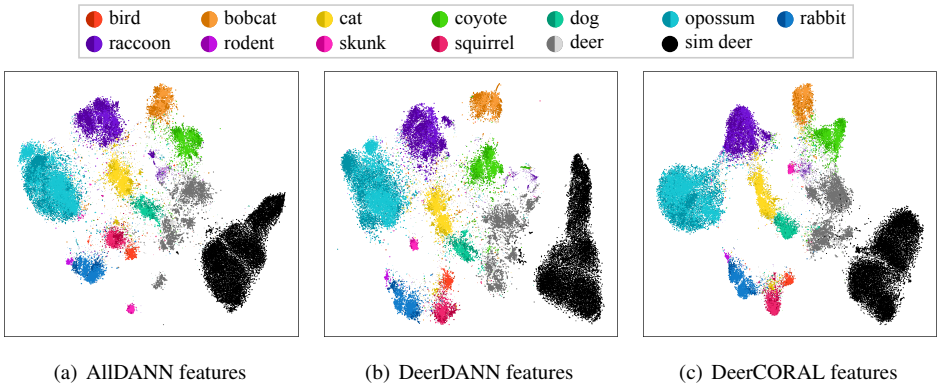 bird bobcat cat coyote dog opossum rabbit
raccoon rodent skunk squirrel deer sim deer
(a) AllDANN features (b) DeerDANN features (c) DeerCORAL features